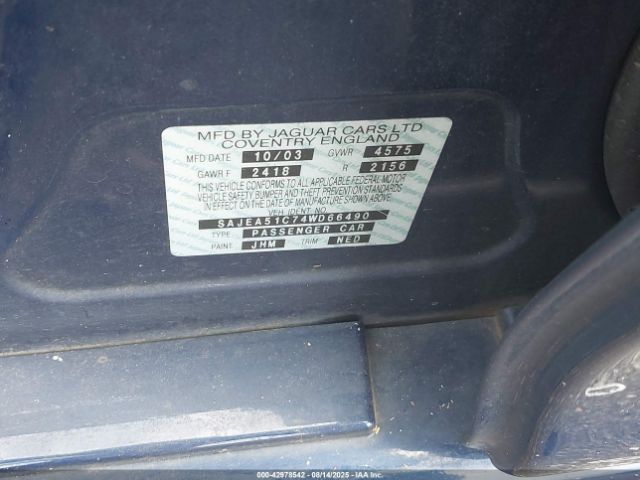 MFD BY JAGUAR CARS LTD
COVENTRY ENGLAND
MFD DATE 10/03 GVWR 4575
GAWR F 2418 R 2156
THIS VEHICLE CONFORMS TO ALL APPLICABLE FEDERAL MOTOR
VEHICLE SAFETY BUMPER AND THEFT PREVENTION STANDARDS
IN EFFECT ON THE DATE OF MANUFACTURE SHOWN ABOVE.
VEH IDENT NO
SAJEA51C74WD66490
TYPE PASSENGER CAR
PAINT JHM TRIM NED
000-42978542 - 08/14/2025 - IAA Inc.